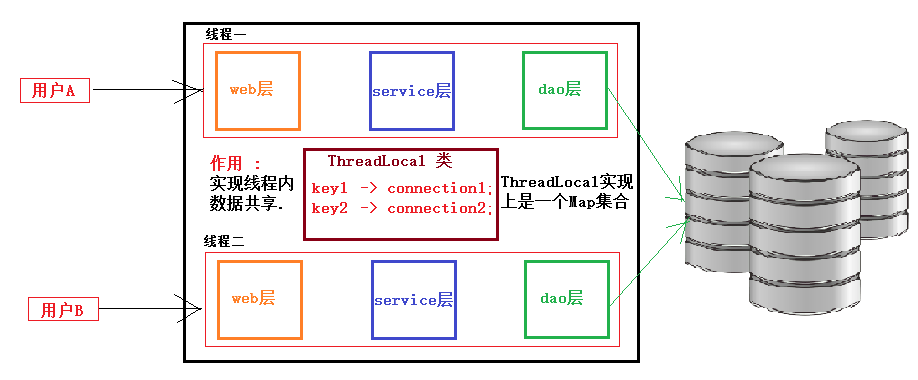 线程一
用户A
web层
service层
dao层
作用 :
实现线程内
数据共享.
ThreadLocal 类
key1 -> connection1;
key2 -> connection2;
ThreadLocal实现
上是一个Map集合
线程二
用户B
web层
service层
dao层